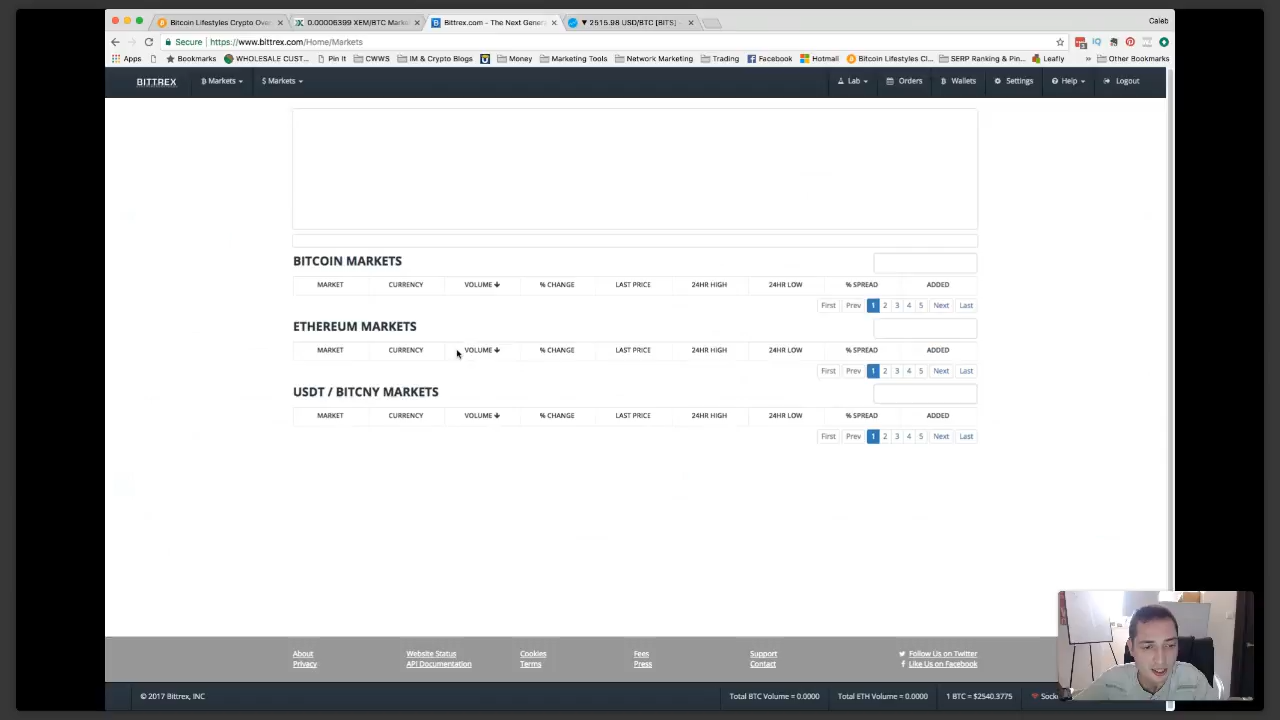 Bitcoin Lifestyles Crypto Ove
0.00006399 XEM/BTC Marke
Bittrex.com - The Next Gener
▼ 2515.98 USD/BTC [BITS]
Caleb
Secure
https://www.bittrex.com/Home/Markets
Apps
Bookmarks
WHOLESALE CUST...
Pin It
CWWS
IM & Crypto Blogs
Money
Marketing Tools
Network Marketing
Trading
Facebook
Hotmail
Bitcoin Lifestyles Cl...
SERP Ranking & Pin...
Leafly
»
Other Bookmarks
BITTREX
Markets
$ Markets
Lab
Orders
Wallets
Settings
Help
Logout
BITCOIN MARKETS
MARKET CURRENCY VOLUME % CHANGE LAST PRICE 24HR HIGH 24HR LOW % SPREAD ADDED
First Prev 1 2 3 4 5 Next Last
ETHEREUM MARKETS
MARKET CURRENCY VOLUME % CHANGE LAST PRICE 24HR HIGH 24HR LOW % SPREAD ADDED
First Prev 1 2 3 4 5 Next Last
USDT / BITCNY MARKETS
MARKET CURRENCY VOLUME % CHANGE LAST PRICE 24HR HIGH 24HR LOW % SPREAD ADDED
First Prev 1 2 3 4 5 Next Last
About Website Status Cookies Fees Support Follow Us on Twitter
Privacy API Documentation Terms Press Contact Like Us on Facebook
© 2017 Bittrex, INC
Total BTC Volume = 0.0000
Total ETH Volume = 0.0000
1 BTC = $2540.3775
Sock